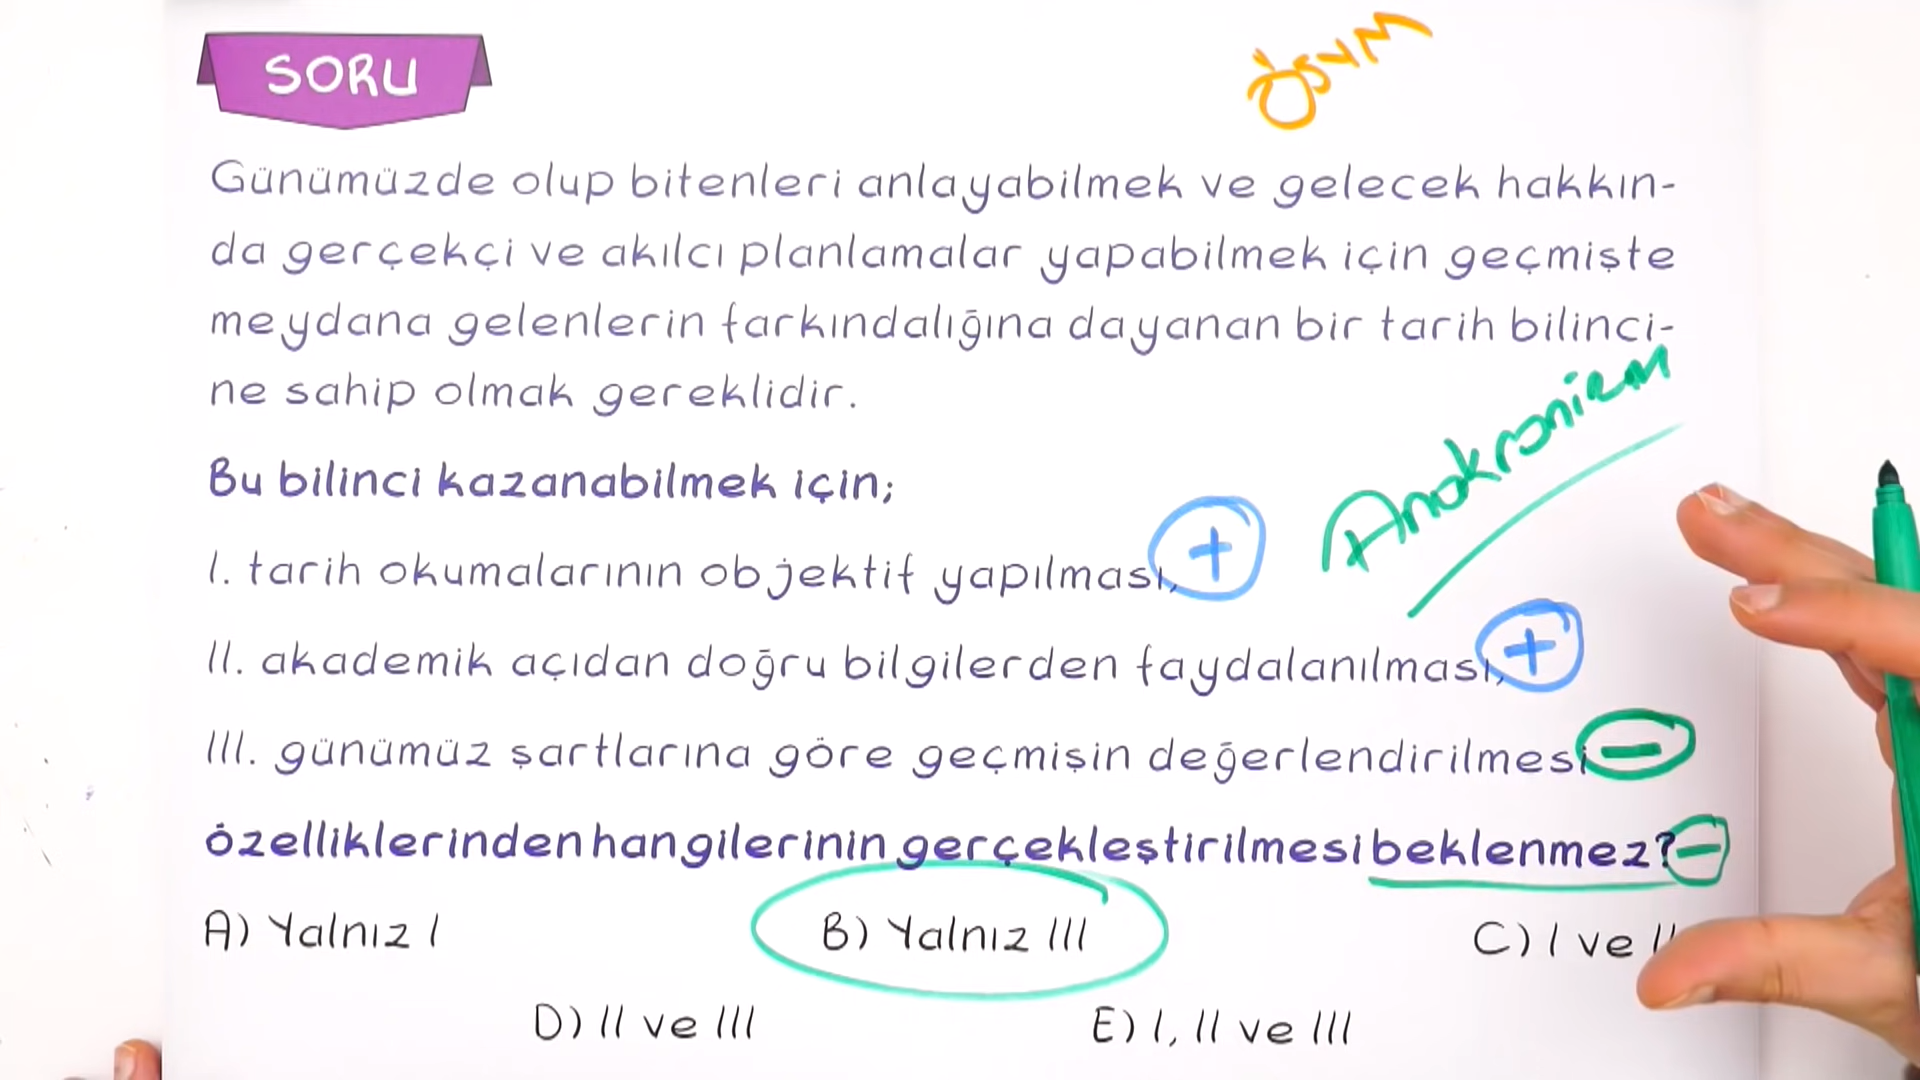 SORU
ÖSYM
Günümüzde olup bitenleri anlayabilmek ve gelecek hakkın-
da gerçekçi ve akılcı planlamalar yapabilmek için geçmişte
meydana gelenlerin farkındalığına dayanan bir tarih bilinci-
ne sahip olmak gereklidir.
Anakronizm
Bu bilinci kazanabilmek için;
I. tarih okumalarının objektif yapılması, +
II. akademik açıdan doğru bilgilerden faydalanılması, +
III. günümüz şartlarına göre geçmişin değerlendirilmesi -
özelliklerinden hangilerinin gerçekleştirilmesi beklenmez? -
A) Yalnız I
B) Yalnız III
C) I ve II
D) II ve III
E) I, II ve III